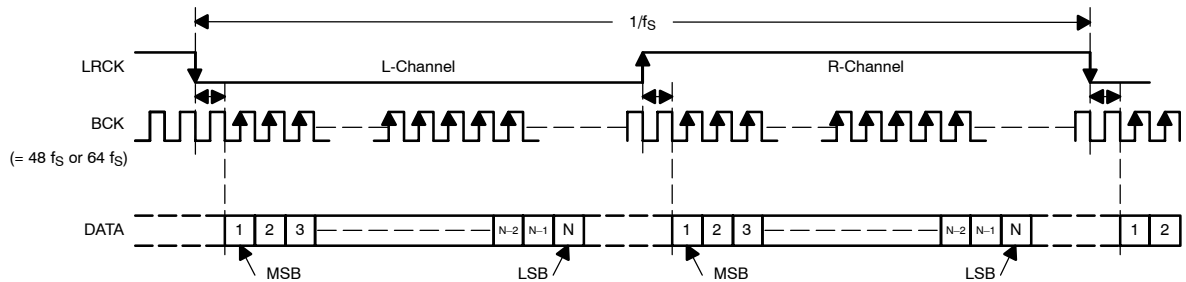 1/fS
LRCK
L-Channel
R-Channel
BCK
(= 48 fS or 64 fS)
DATA
1 2 3 N–2 N–1 N 1 2 3 N–2 N–1 N 1 2
MSB LSB MSB LSB